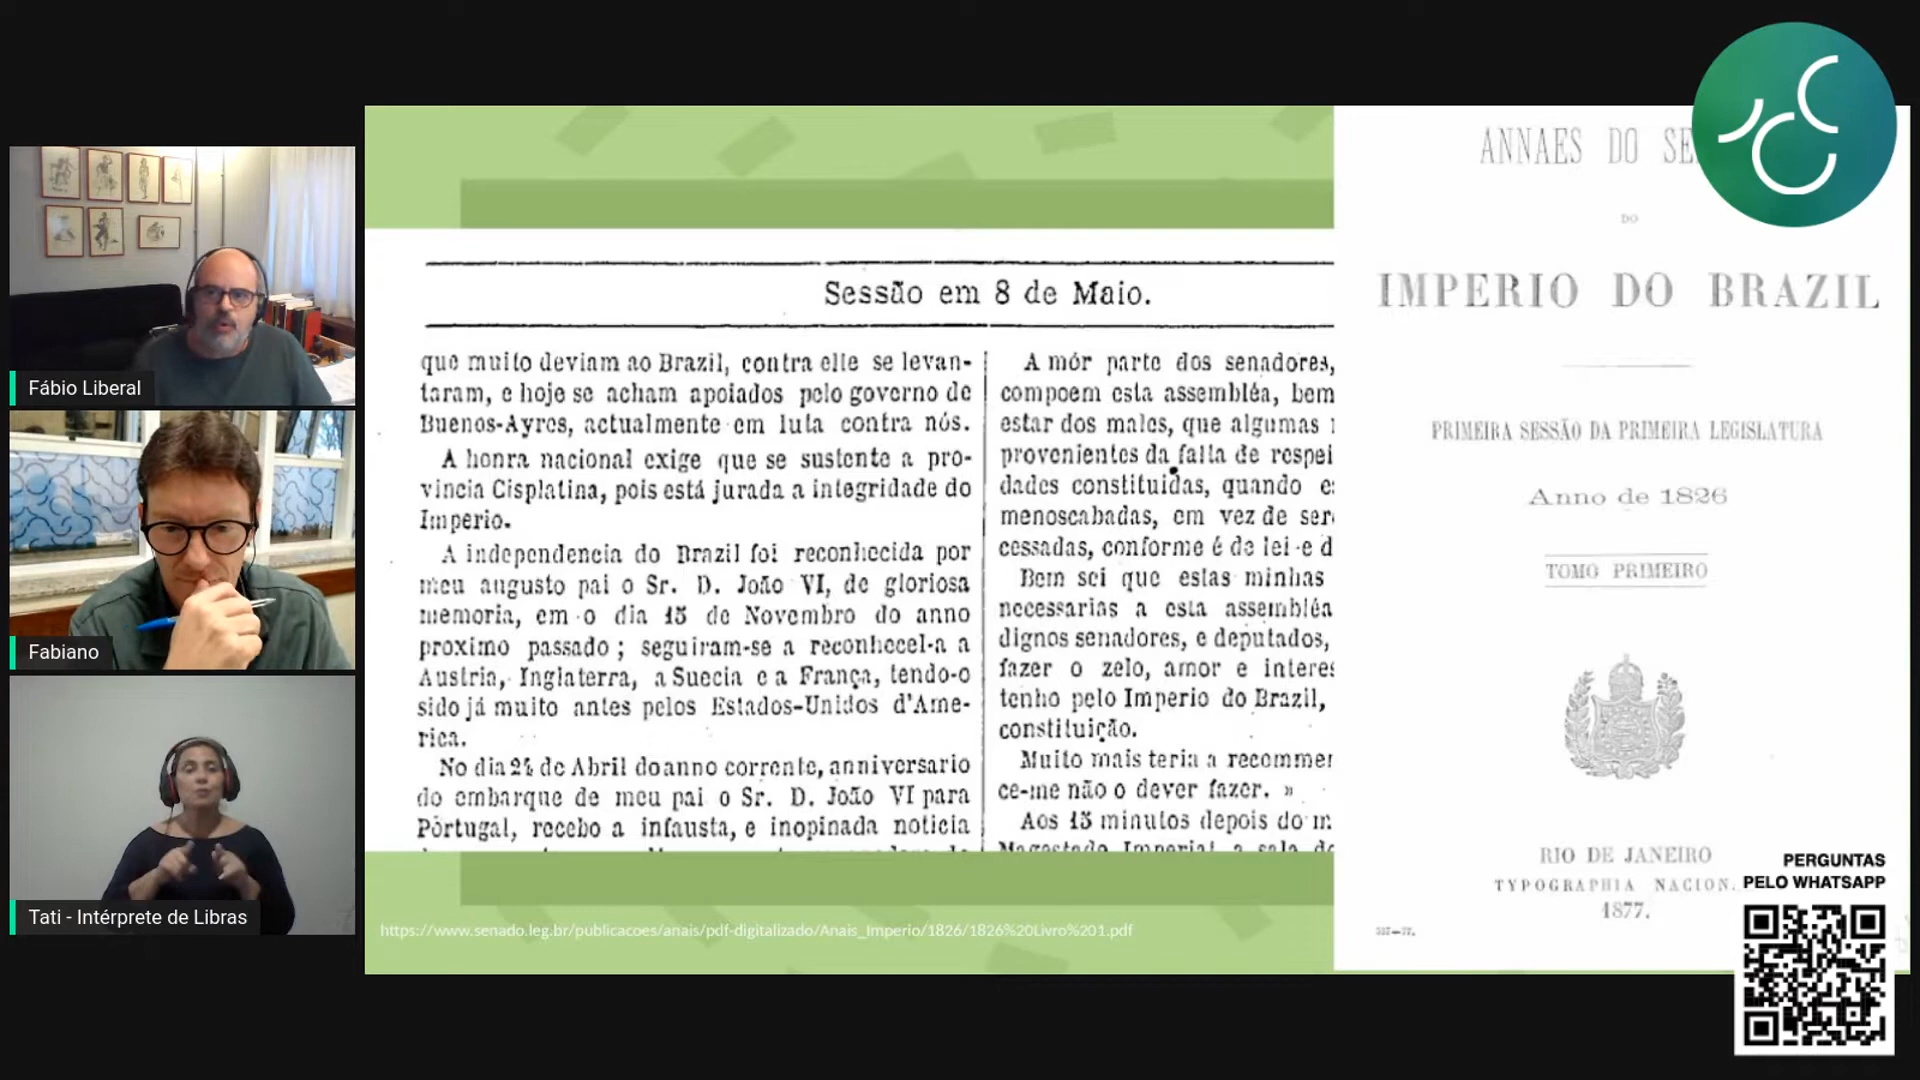 Fábio Liberal
Fabiano
Tati - Intérprete de Libras
Sessão em 8 de Maio.
que muito deviam ao Brazil, contra elle se levan-
taram, e hoje se acham apoiados pelo governo de
Buenos-Ayres, actualmente em luta contra nós.
A honra nacional exige que se sustente a pro-
vincia Cisplatina, pois está jurada a integridade do
Imperio.
A independencia do Brazil foi reconhecida por
meu augusto pai o Sr. D. João VI, de gloriosa
memoria, em o dia 15 de Novembro do anno
proximo passado ; seguiram-se a reconhecel-a a
Austria, Inglaterra, a Suecia e a França, tendo-o
sido já muito antes pelos Estados-Unidos d'Ame-
rica.
No dia 24 de Abril do anno corrente, anniversario
do embarque de meu pai o Sr. D. João VI para
Portugal, recebo a infausta, e inopinada noticia
A mór parte dos senadores,
compoem esta assembléa, bem
estar dos males, que algumas
provenientes da falta de respei
dades constituidas, quando
menoscabadas, em vez de ser
cessadas, conforme é de lei e d
Bem sei que estas minhas
necessarias a esta assembléa
dignos senadores, e deputados,
fazer o zelo, amor e interes
tenho pelo Imperio do Brazil,
constituição.
Muito mais teria a recommen
ce-me não o dever fazer. »
Aos 15 minutos depois do m
Magestade Imperial a sala de
https://www.senado.leg.br/publicacoes/anais/pdf-digitalizado/Anais_Imperio/1826/1826%20Livro%201.pdf
ANNAES DO SE
DO
IMPERIO DO BRAZIL
PRIMEIRA SESSÃO DA PRIMEIRA LEGISLATURA
Anno de 1826
TOMO PRIMEIRO
RIO DE JANEIRO
TYPOGRAPHIA NACION.
1877.
PERGUNTAS
PELO WHATSAPP